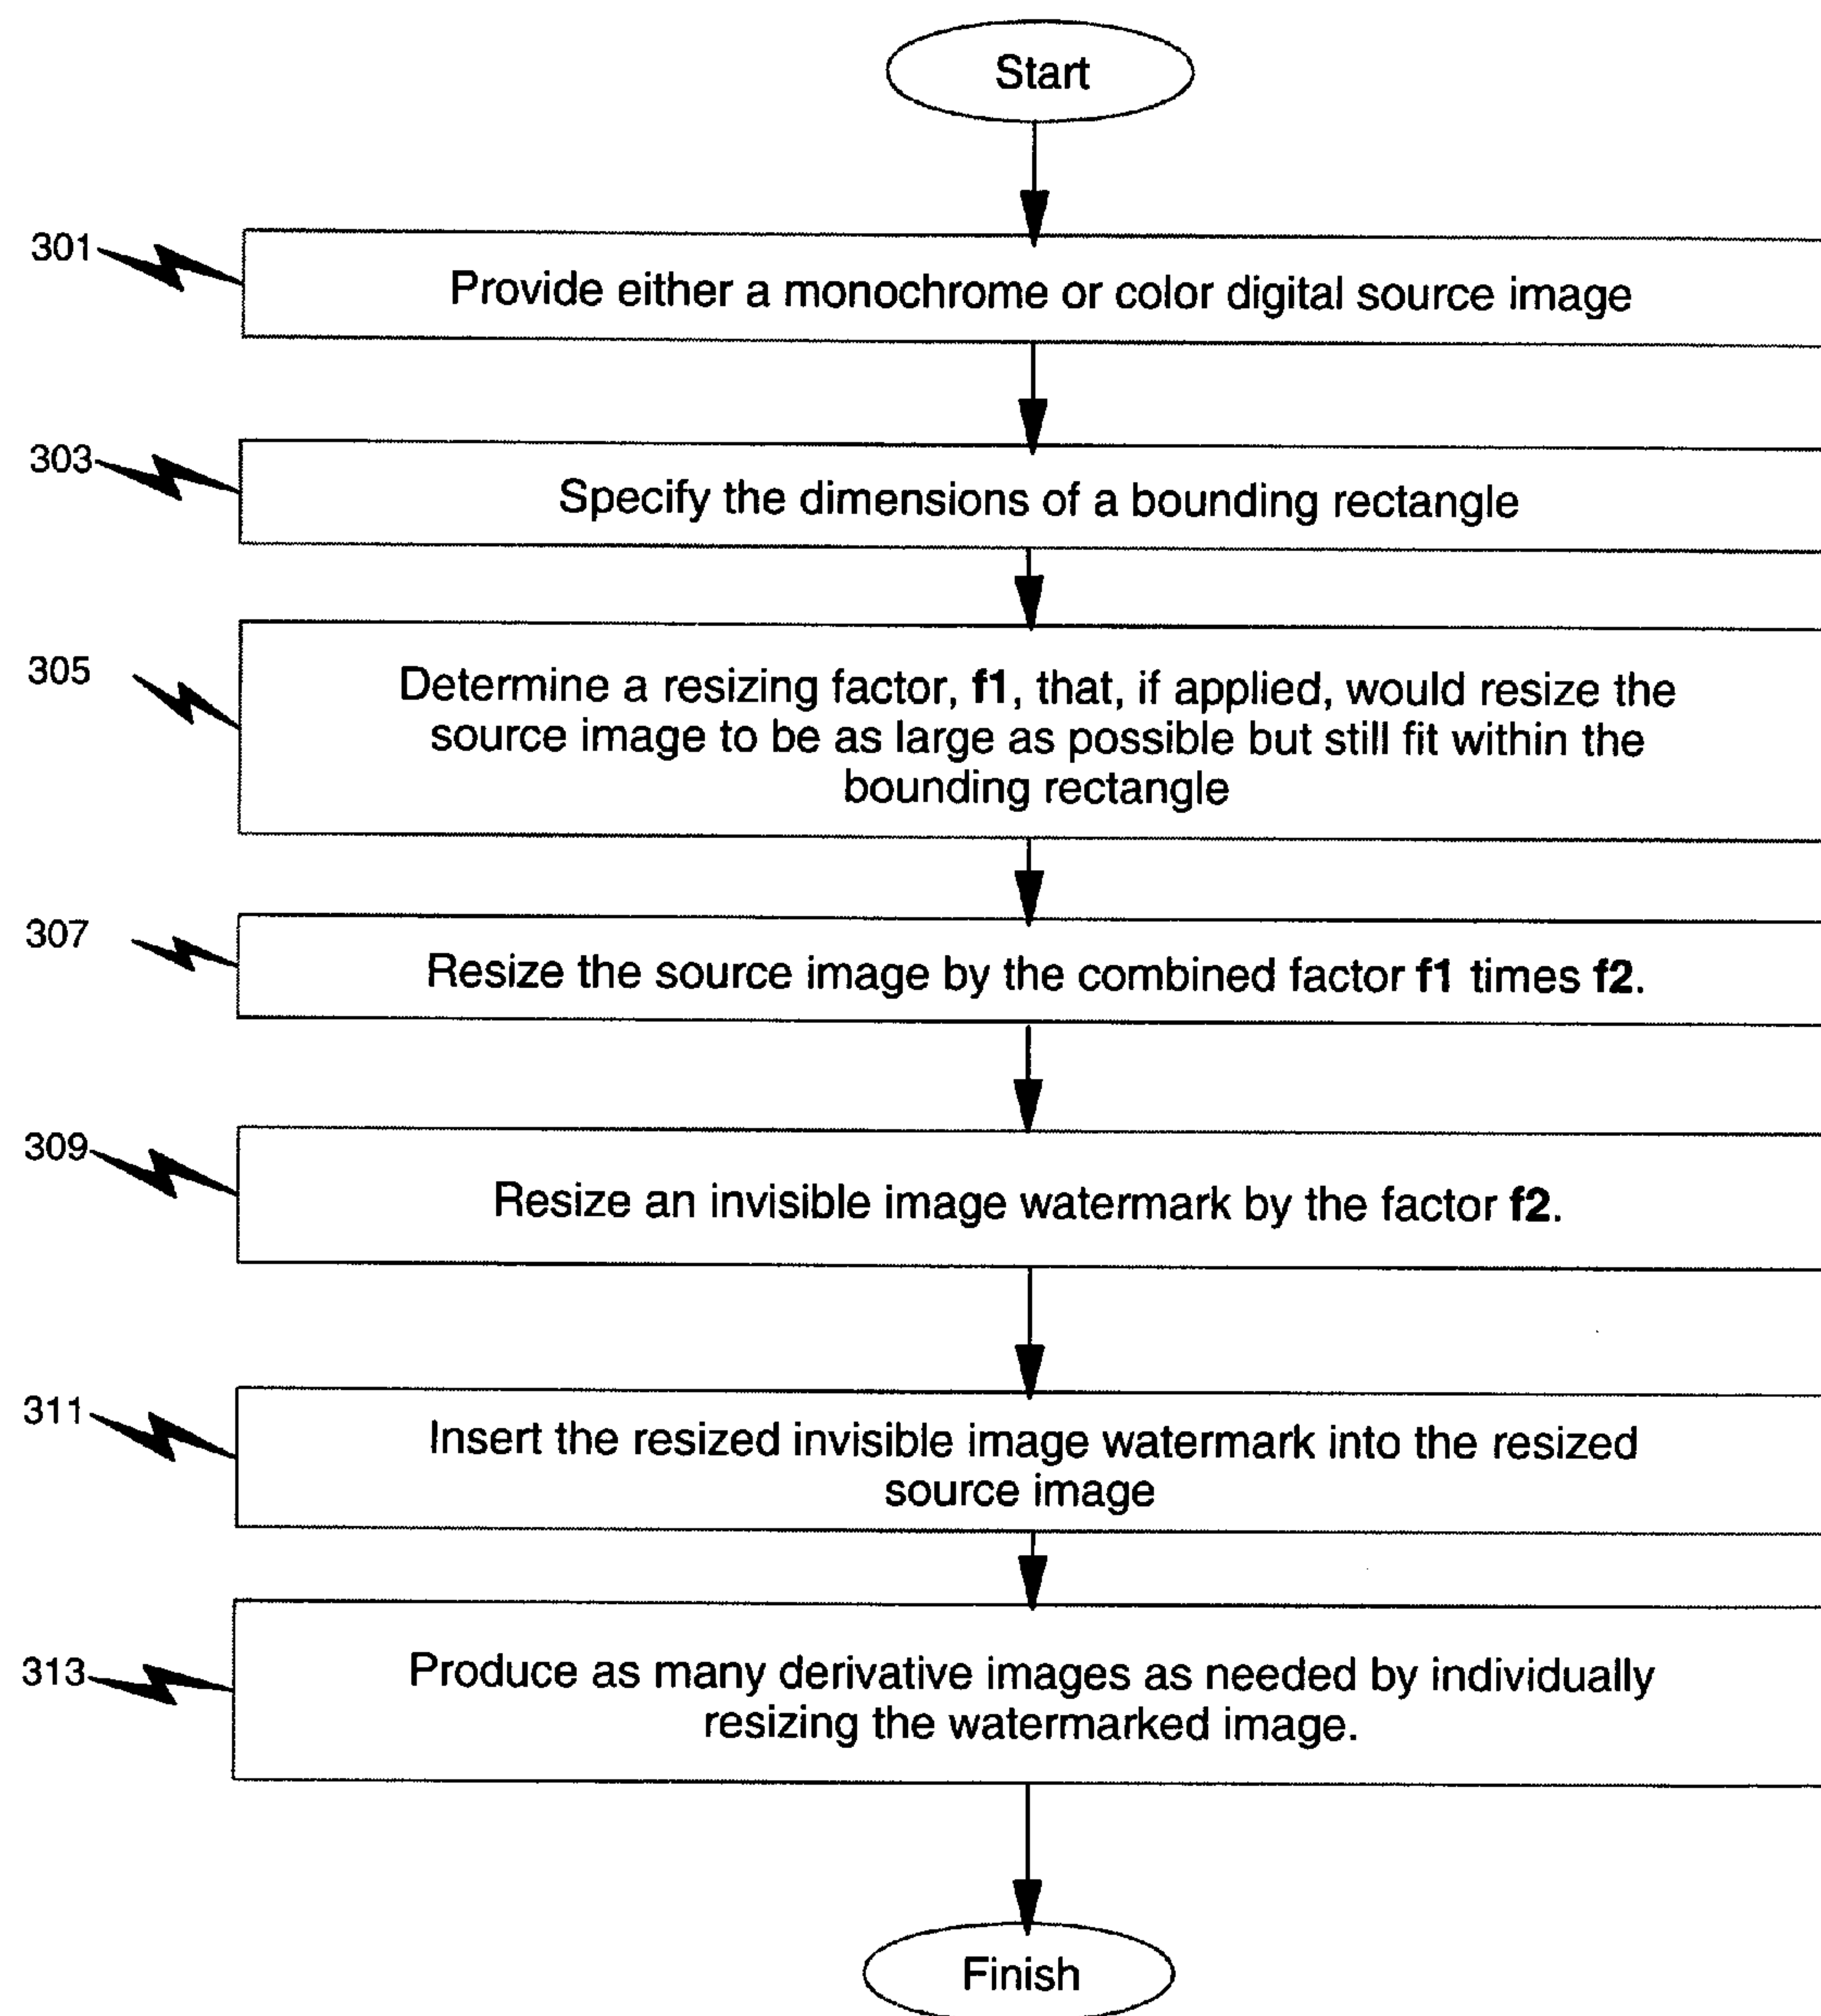 Start
301
Provide either a monochrome or color digital source image
303
Specify the dimensions of a bounding rectangle
305
Determine a resizing factor, f1, that, if applied, would resize the
source image to be as large as possible but still fit within the
bounding rectangle
307
Resize the source image by the combined factor f1 times f2.
309
Resize an invisible image watermark by the factor f2.
311
Insert the resized invisible image watermark into the resized
source image
313
Produce as many derivative images as needed by individually
resizing the watermarked image.
Finish